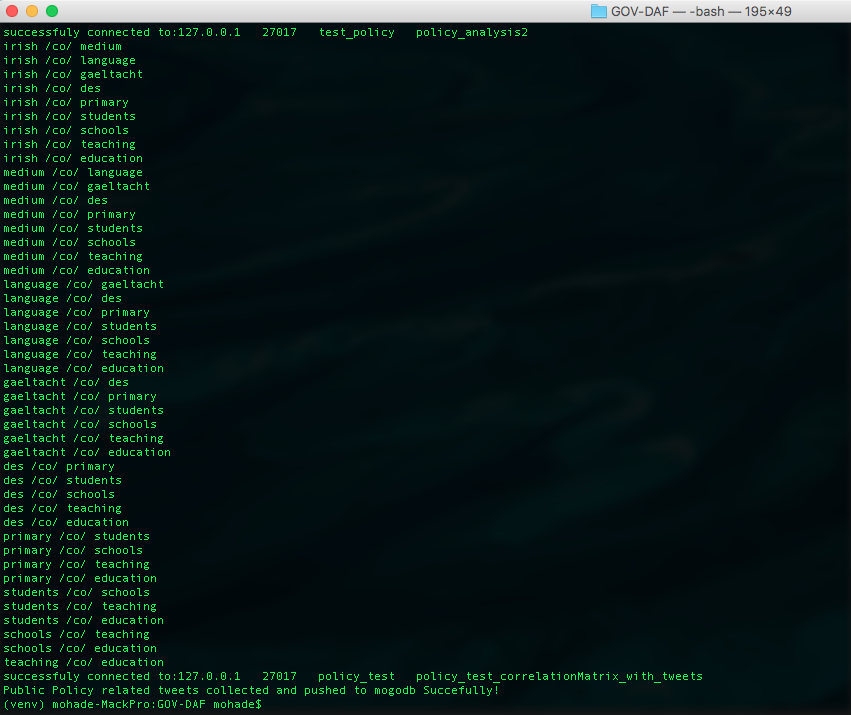 GOV-DAF — -bash — 195×49
successfuly connected to:127.0.0.1 27017 test_policy policy_analysis2
irish /co/ medium
irish /co/ language
irish /co/ gaeltacht
irish /co/ des
irish /co/ primary
irish /co/ students
irish /co/ schools
irish /co/ teaching
irish /co/ education
medium /co/ language
medium /co/ gaeltacht
medium /co/ des
medium /co/ primary
medium /co/ students
medium /co/ schools
medium /co/ teaching
medium /co/ education
language /co/ gaeltacht
language /co/ des
language /co/ primary
language /co/ students
language /co/ schools
language /co/ teaching
language /co/ education
gaeltacht /co/ des
gaeltacht /co/ primary
gaeltacht /co/ students
gaeltacht /co/ schools
gaeltacht /co/ teaching
gaeltacht /co/ education
des /co/ primary
des /co/ students
des /co/ schools
des /co/ teaching
des /co/ education
primary /co/ students
primary /co/ schools
primary /co/ teaching
primary /co/ education
students /co/ schools
students /co/ teaching
students /co/ education
schools /co/ teaching
schools /co/ education
teaching /co/ education
successfuly connected to:127.0.0.1 27017 policy_test policy_test_correlationMatrix_with_tweets
Public Policy related tweets collected and pushed to mogodb Succefully!
(venv) mohade-MackPro:GOV-DAF mohade$